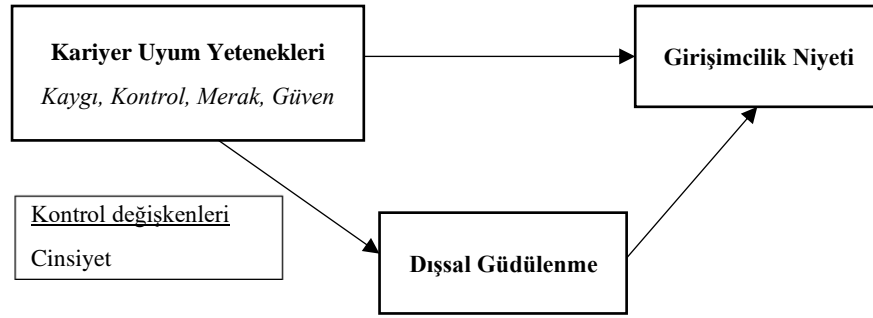 Kariyer Uyum Yetenekleri
Kaygı, Kontrol, Merak, Güven
Girişimcilik Niyeti
Kontrol değişkenleri
Cinsiyet
Dışsal Güdülenme